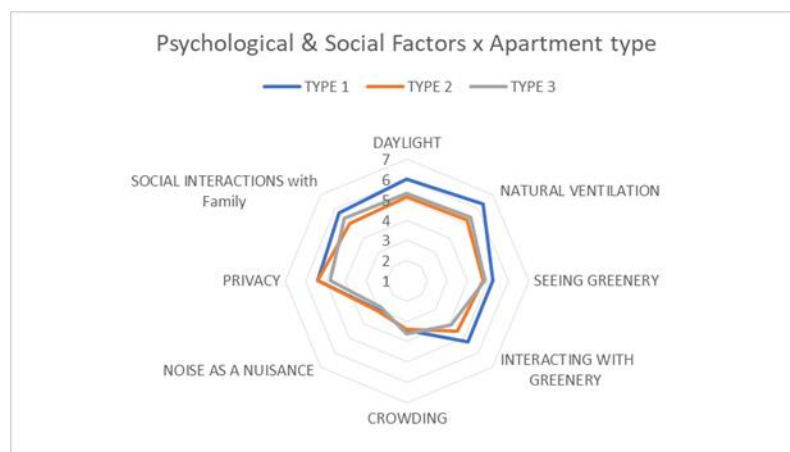 Psychological & Social Factors x Apartment type
TYPE 1 TYPE 2 TYPE 3
DAYLIGHT
7
6
5
4
3
2
1
NATURAL VENTILATION
SEEING GREENERY
INTERACTING WITH
GREENERY
CROWDING
NOISE AS A NUISANCE
PRIVACY
SOCIAL INTERACTIONS with
Family